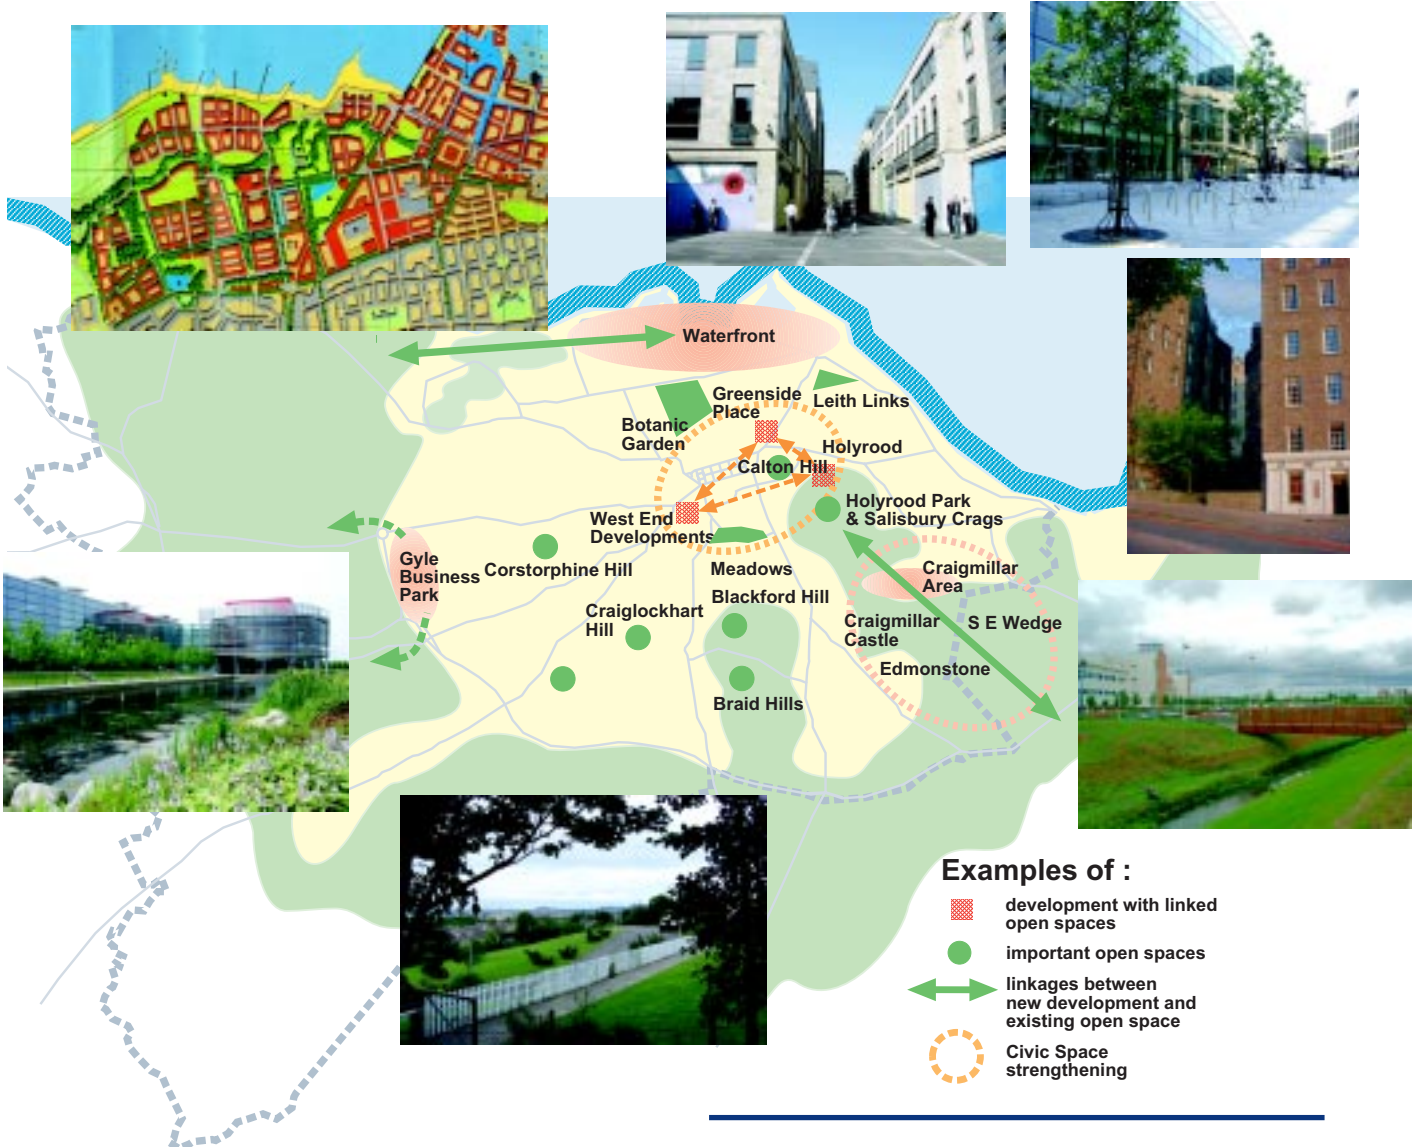 Waterfront
Greenside
Place
Leith Links
Botanic
Garden
Holyrood
Calton Hill
Holyrood Park
& Salisbury Crags
West End
Developments
Gyle
Business
Park
Corstorphine Hill
Meadows
Craigmillar
Area
Blackford Hill
Craiglockhart
Hill
Craigmillar
Castle
S E Wedge
Edmonstone
Braid Hills
Examples of :
development with linked
open spaces
important open spaces
linkages between
new development and
existing open space
Civic Space
strengthening